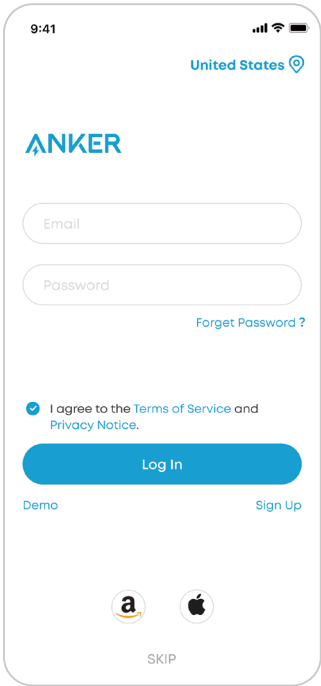 9:41
United States
ANKER
Email
Password
Forget Password ?
I agree to the Terms of Service and
Privacy Notice.
Log In
Demo
Sign Up
a
SKIP